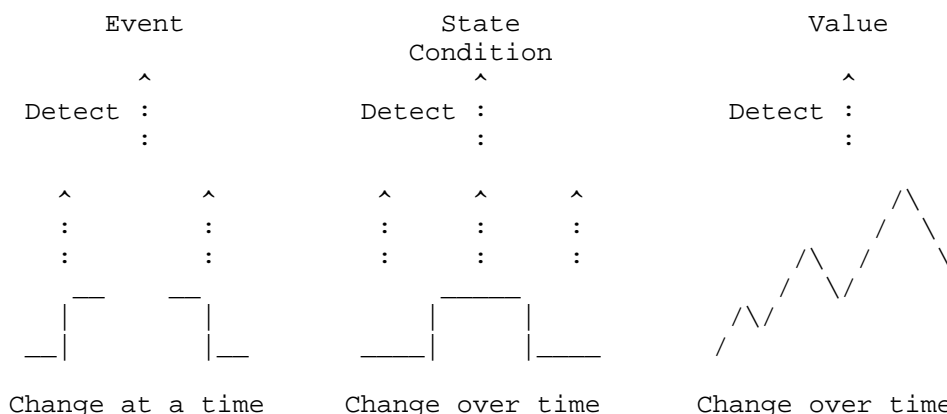 Event State Value
Condition
Detect : Detect : Detect :
Change at a time Change over time Change over time